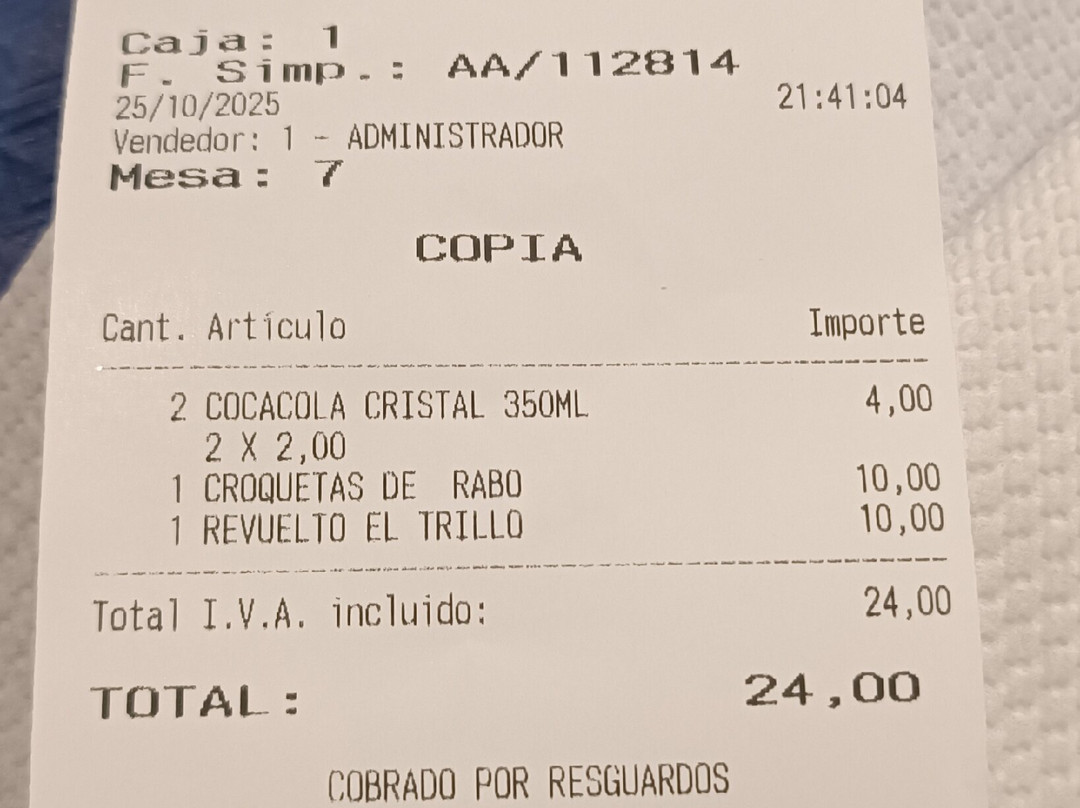 Caja: 1
F. Simp.: AA/112814
25/10/2025 21:41:04
Vendedor: 1 - ADMINISTRADOR
Mesa: 7
COPIA
Cant. Artículo Importe
2 COCACOLA CRISTAL 350ML 4,00
2 X 2,00
1 CROQUETAS DE RABO 10,00
1 REVUELTO EL TRILLO 10,00
Total I.V.A. incluido: 24,00
TOTAL: 24,00
COBRADO POR RESGUARDOS